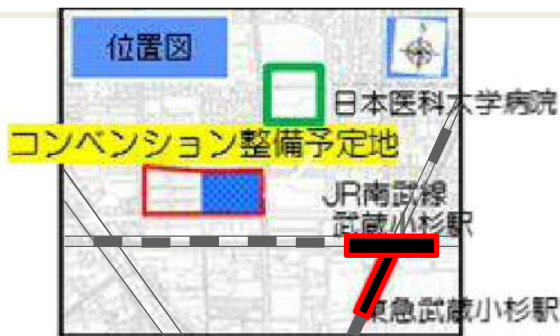 位置図
日本医科大学病院
コンベンション整備予定地
JR南武線
武蔵小杉駅
東急武蔵小杉駅